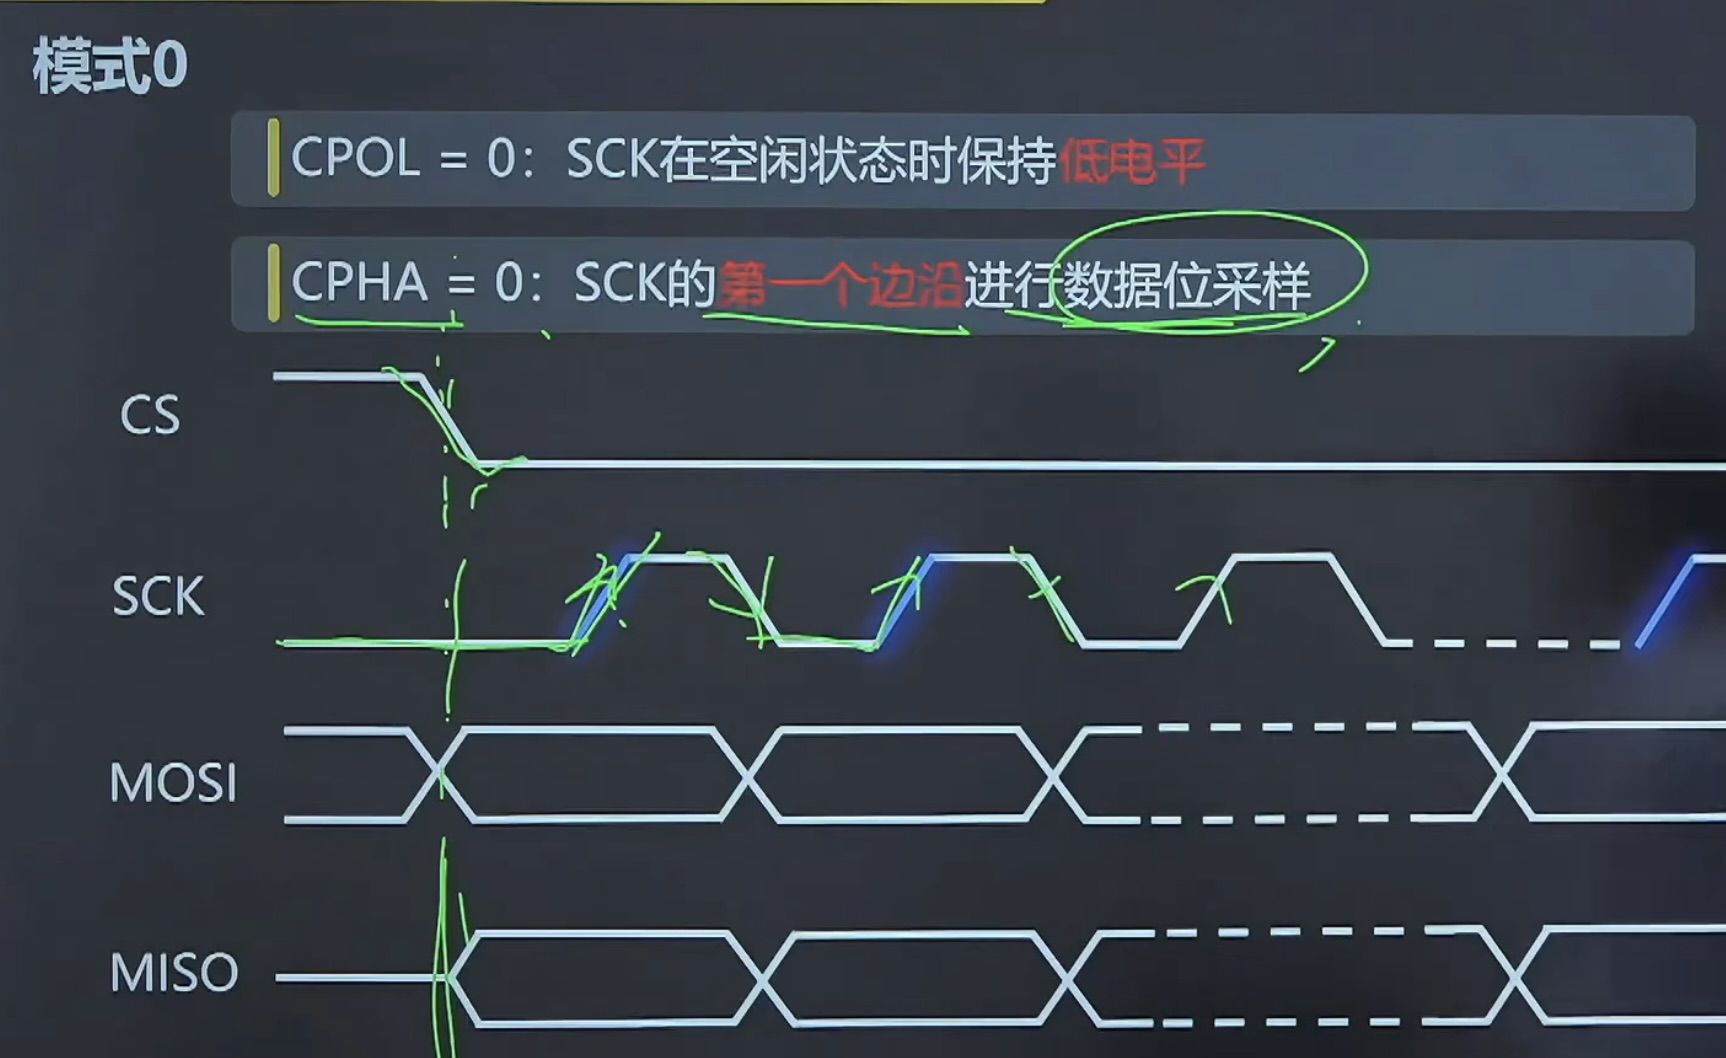 模式0
CPOL = 0：SCK在空闲状态时保持低电平
CPHA = 0：SCK的第一个边沿进行数据位采样
CS
SCK
MOSI
MISO